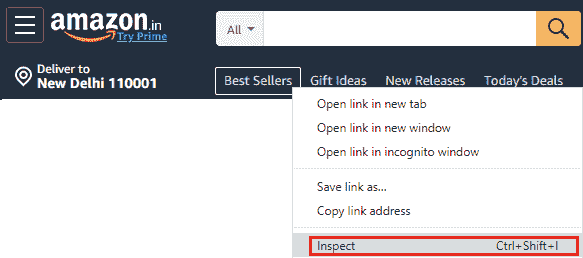 amazon.in
Try Prime
All
Deliver to
New Delhi 110001
Best Sellers Gift Ideas New Releases Today's Deals
Open link in new tab
Open link in new window
Open link in incognito window
Save link as...
Copy link address
Inspect Ctrl+Shift+I